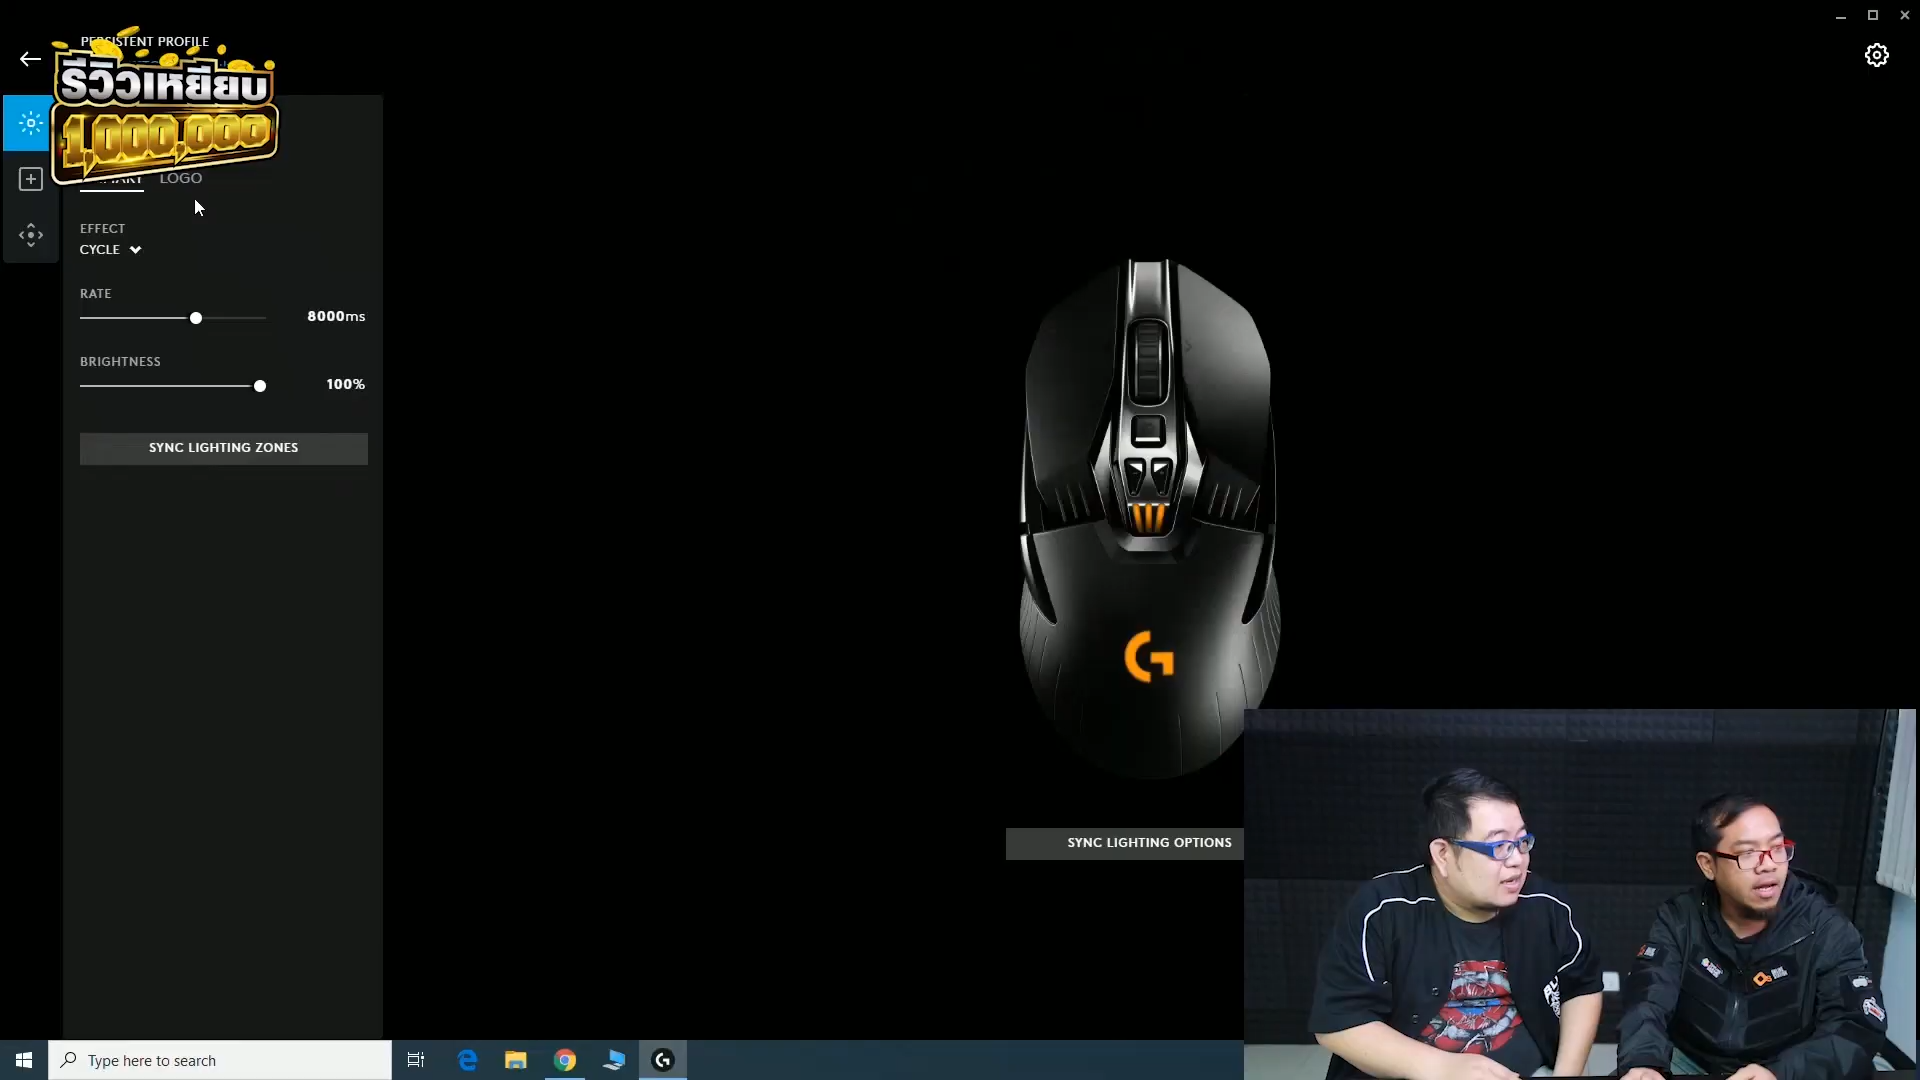 PERSISTENT PROFILE
รีวิวเหยียบ
1,000,000
LOGO
EFFECT
CYCLE
RATE
8000ms
BRIGHTNESS
100%
SYNC LIGHTING ZONES
SYNC LIGHTING OPTIONS
Type here to search